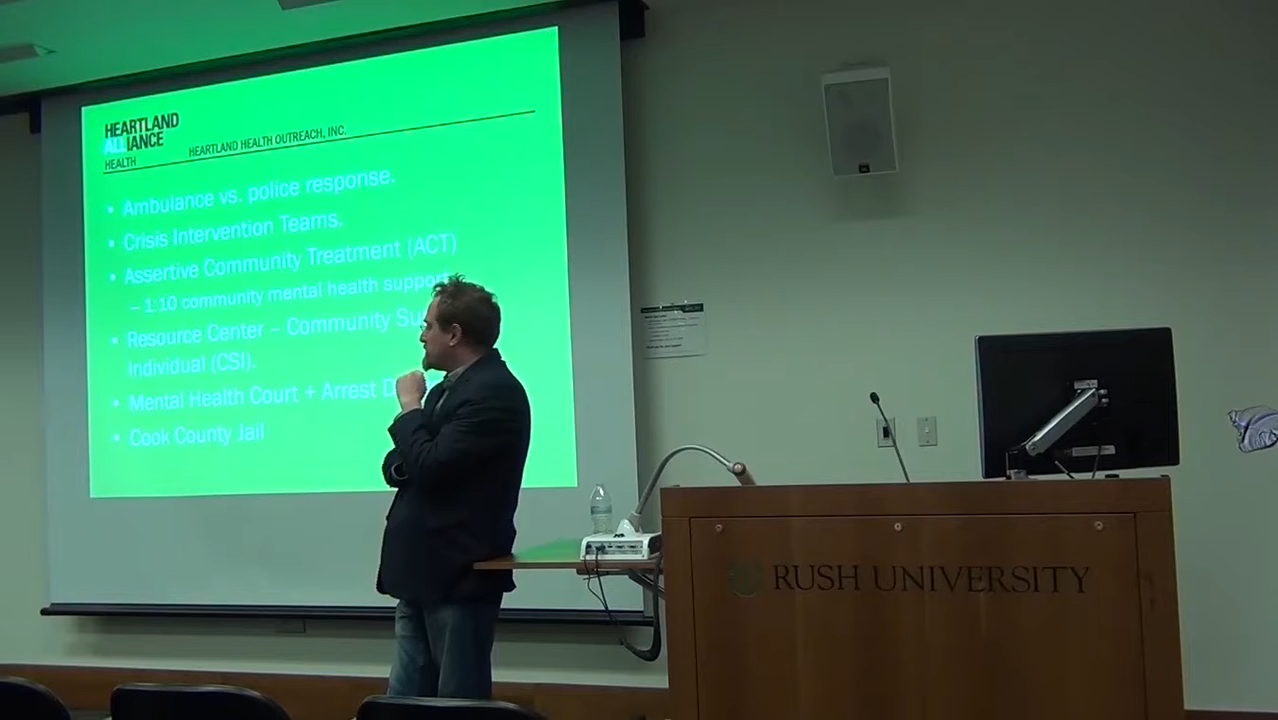 HEARTLAND
ALLIANCE
HEALTH
HEARTLAND HEALTH OUTREACH, INC.
• Ambulance vs. police response.
• Crisis Intervention Teams.
• Assertive Community Treatment (ACT)
– 1:10 community mental health support
• Resource Center – Community
Individual (CSI).
• Mental Health Court + Arrest
• Cook County Jail
RUSH UNIVERSITY